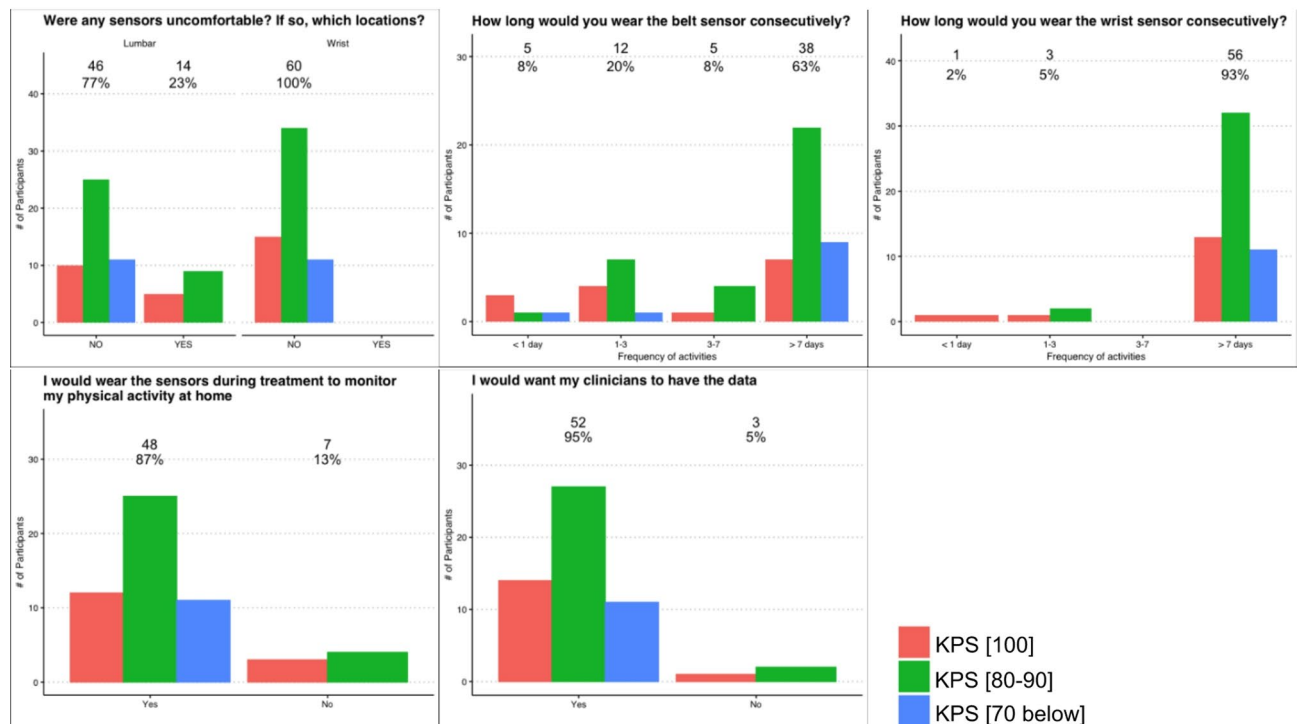 Were any sensors uncomfortable? If so, which locations?
Lumbar
Wrist
46
14
60
77%
23%
100%
40
30
20
10
0
# of Participants
NO
YES
NO
YES
How long would you wear the belt sensor consecutively?
5
12
5
38
8%
20%
8%
63%
30
20
10
0
# of Participants
< 1 day
1-3
3-7
> 7 days
Frequency of activities
How long would you wear the wrist sensor consecutively?
1
3
56
2%
5%
93%
40
30
20
10
0
# of Participants
< 1 day
1-3
3-7
> 7 days
Frequency of activities
I would wear the sensors during treatment to monitor
my physical activity at home
48
7
87%
13%
30
20
10
0
# of Participants
Yes
No
I would want my clinicians to have the data
52
3
95%
5%
30
20
10
0
# of Participants
Yes
No
KPS [100]
KPS [80-90]
KPS [70 below]